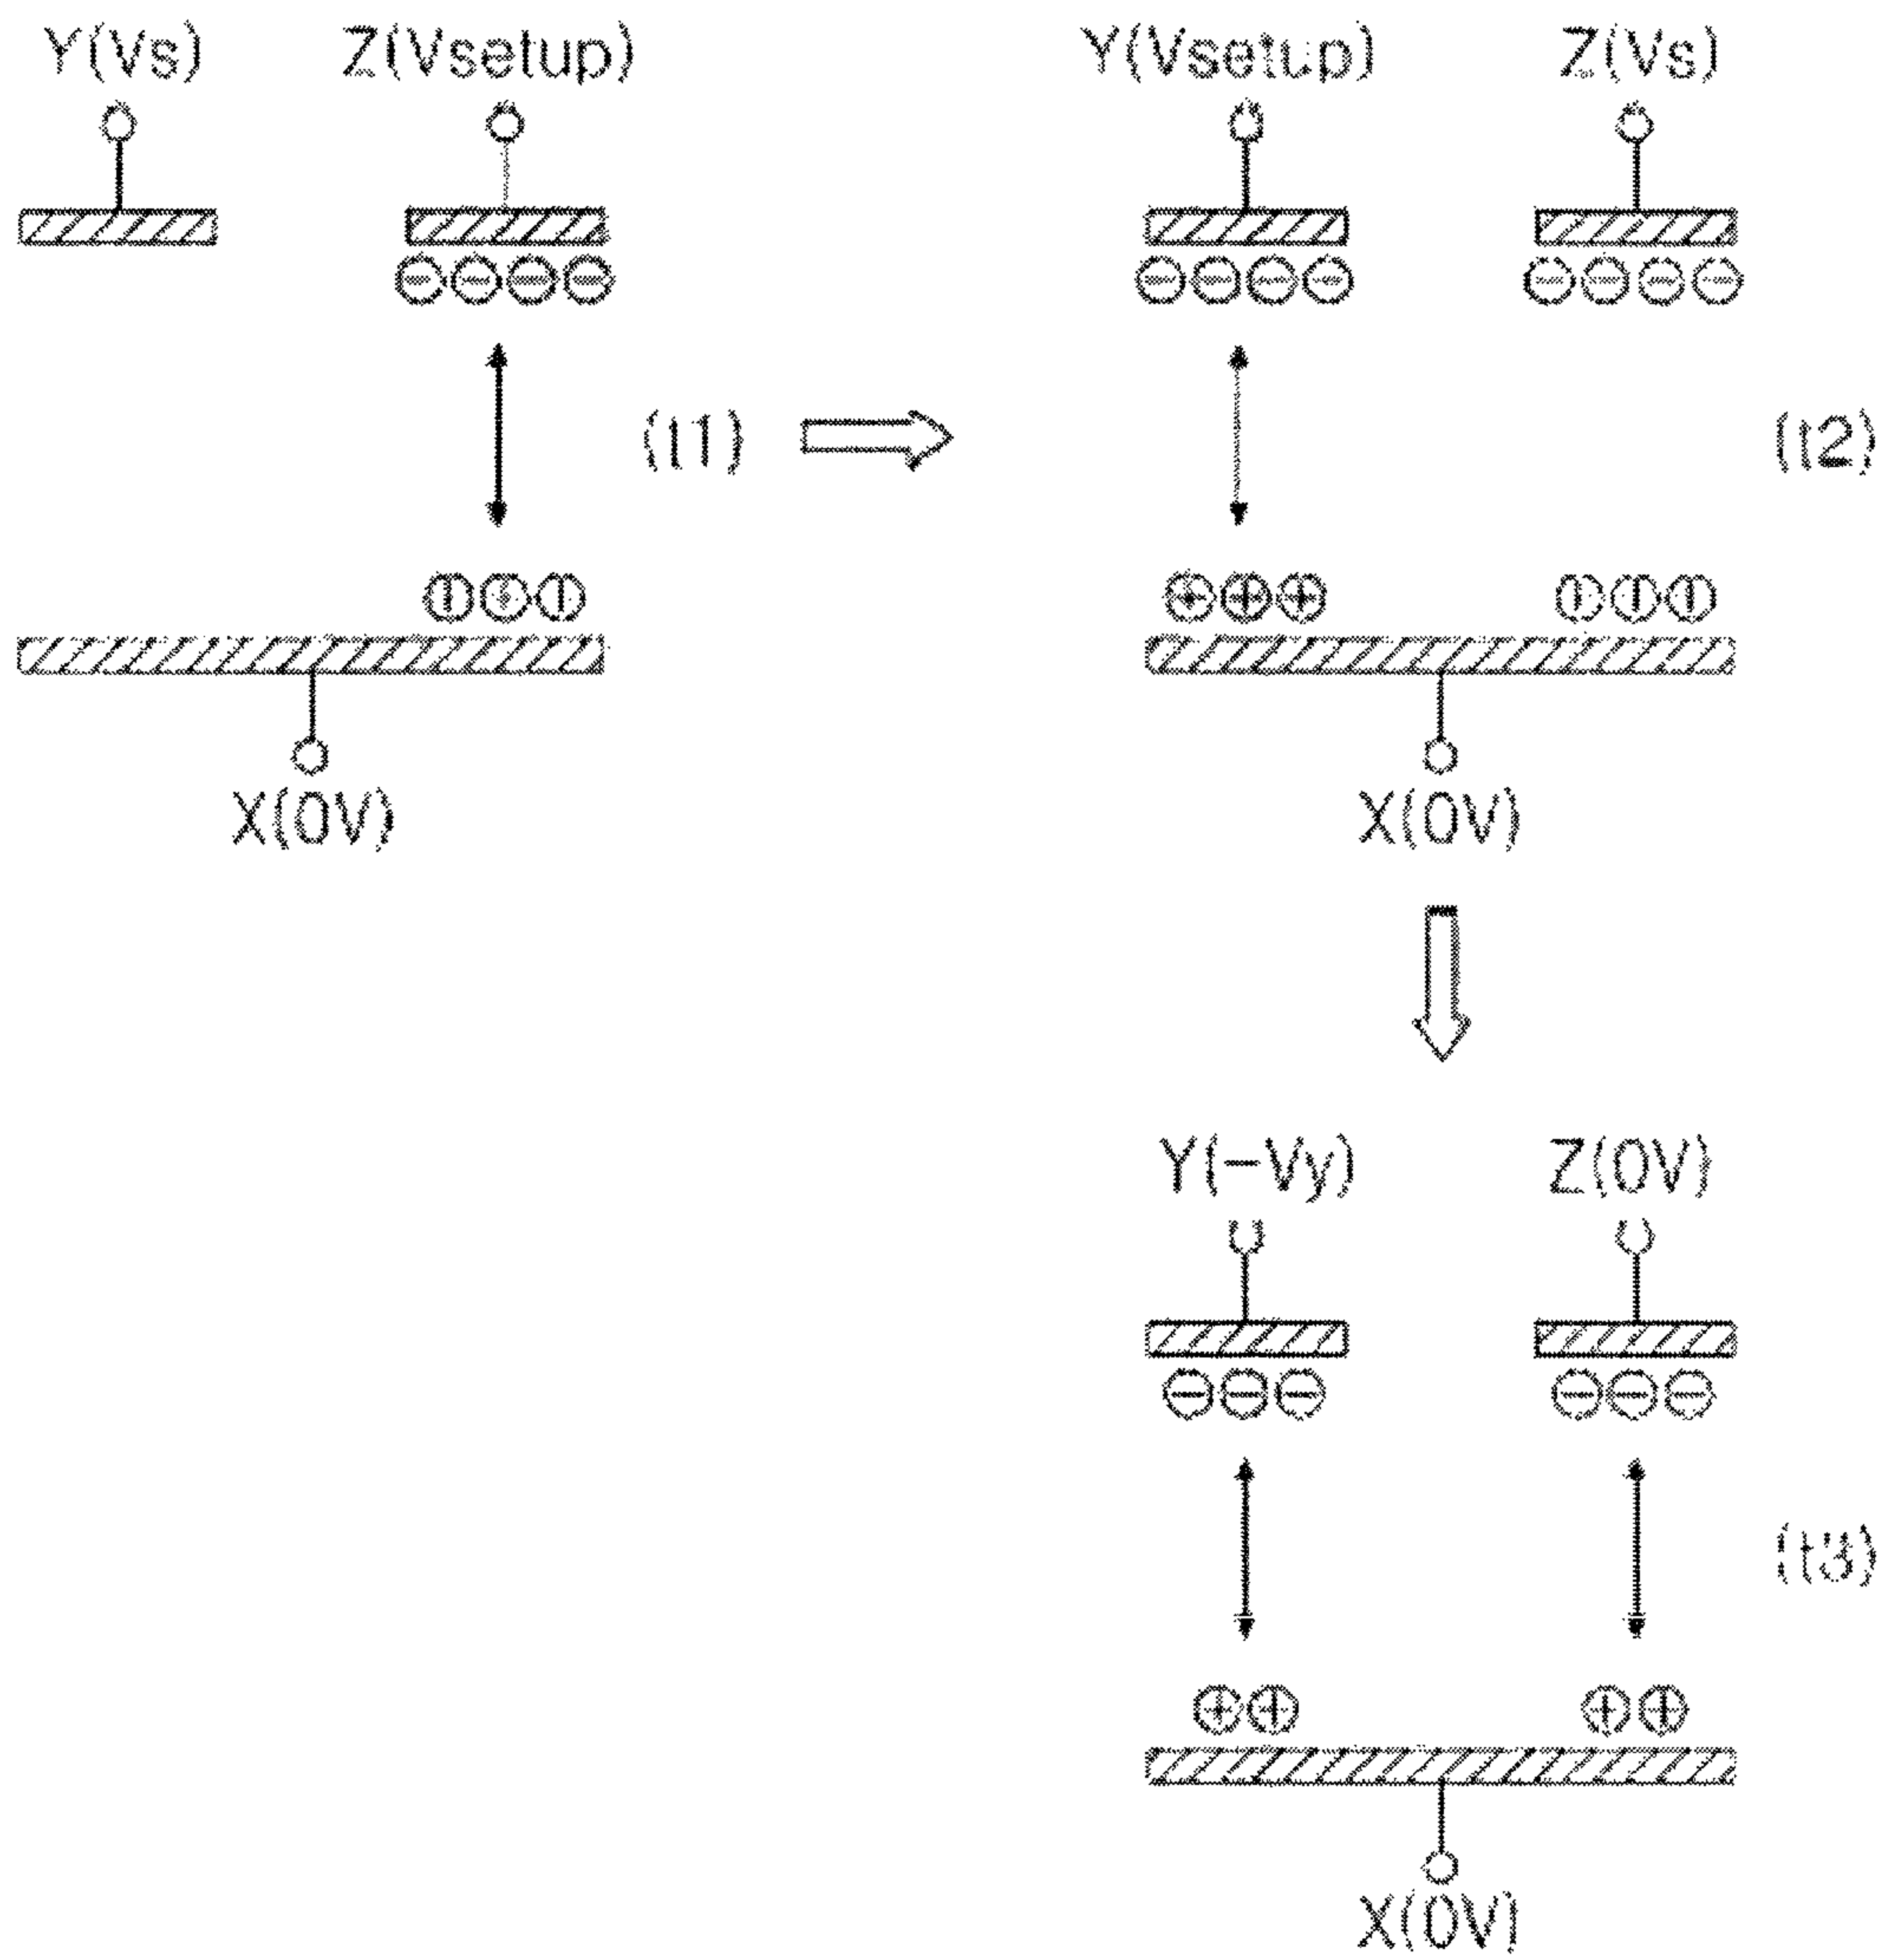 Y(Vs) Z(Vsetup)
Y(Vsetup) Z(Vs)
(t1)
(t2)
X(0V)
X(0V)
Y(-Vy) Z(0V)
(t3)
X(0V)